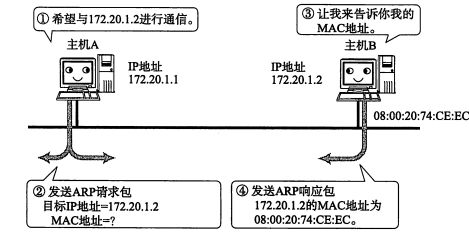 ① 希望与172.20.1.2进行通信。
③ 让我来告诉你我的
MAC地址。
主机A
主机B
IP地址
172.20.1.1
IP地址
172.20.1.2
08:00:20:74:CE:EC
② 发送ARP请求包
目标IP地址=172.20.1.2
MAC地址=?
④ 发送ARP响应包
172.20.1.2的MAC地址为
08:00:20:74:CE:EC。